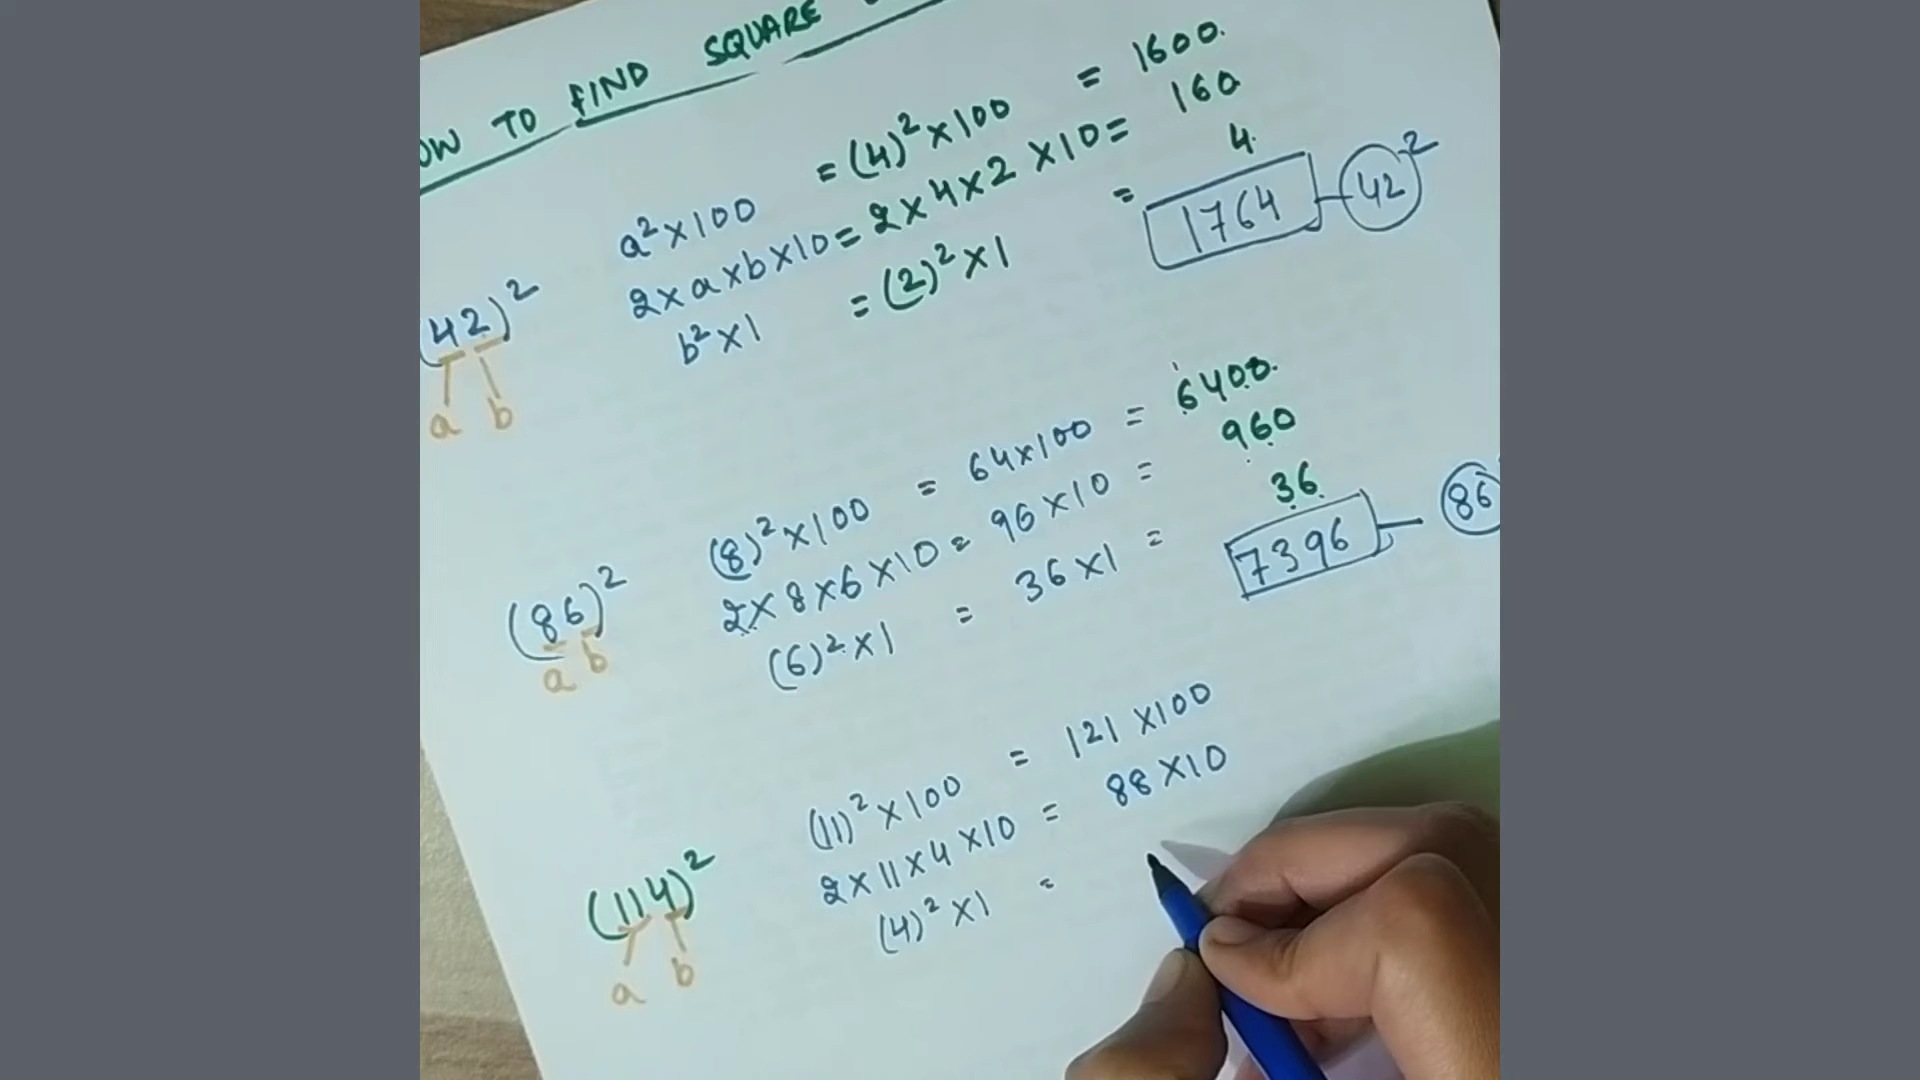 OW TO FIND SQUARE
a²×100 = (4)²×100 = 1600.
(42)² 2×a×b×10 = 2×4×2×10 = 160
b²×1 = (2)²×1 = 4.
a b
1764 - 42²
(8)²×100 = 64×100 = 6400.
(86)² 2×8×6×10 = 96×10 = 960
(6)²×1 = 36×1 = 36
a b
7396 - 86
(11)²×100 = 121×100
(114)² 2×11×4×10 = 88×10
(4)²×1 =
a b